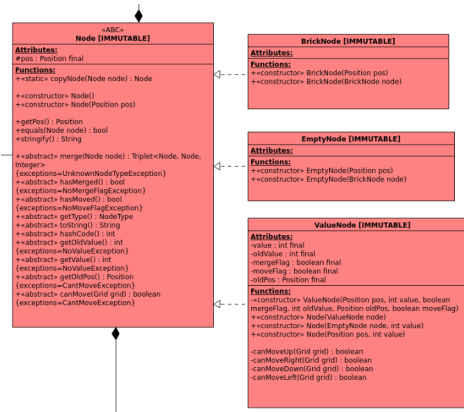 «ABC»
Node [IMMUTABLE]
Attributes:
#pos : Position final
Functions:
+«static» copyNode(Node node) : Node
+«constructor» Node()
+«constructor» Node(Position pos)
+getPos() : Position
+equals(Node node) : bool
+stringify() : String
+«abstract» merge(Node node) : Triplet<Node, Node,
Integer>
{exceptions=UnknownNodeTypeException}
+«abstract» hasMerged() : bool
{exceptions=NoMergeFlagException}
+«abstract» hasMoved() : bool
{exceptions=NoMoveFlagException}
+«abstract» getType() : NodeType
+«abstract» toString() : String
+«abstract» hashCode() : int
+«abstract» getOldValue() : int
{exceptions=NoValueException}
+«abstract» getValue() : int
{exceptions=NoValueException}
+«abstract» getOldPos() : Position
{exceptions=CantMoveException}
+«abstract» canMove(Grid grid) : boolean
{exceptions=CantMoveException}
BrickNode [IMMUTABLE]
Attributes:
Functions:
+«constructor» BrickNode(Position pos)
+«constructor» BrickNode(BrickNode node)
EmptyNode [IMMUTABLE]
Attributes:
Functions:
+«constructor» EmptyNode(Position pos)
+«constructor» EmptyNode(BrickNode node)
ValueNode [IMMUTABLE]
Attributes:
-value : int final
-oldValue : int final
-mergeFlag : boolean final
-moveFlag : boolean final
-oldPos : Position final
Functions:
-«constructor» ValueNode(Position pos, int value, boolean
mergeFlag, int oldValue, Position oldPos, boolean moveFlag)
+«constructor» Node(ValueNode node)
+«constructor» Node(EmptyNode node, int value)
+«constructor» Node(Position pos, int value)
-canMoveUp(Grid grid) : boolean
-canMoveRight(Grid grid) : boolean
-canMoveDown(Grid grid) : boolean
-canMoveLeft(Grid grid) : boolean